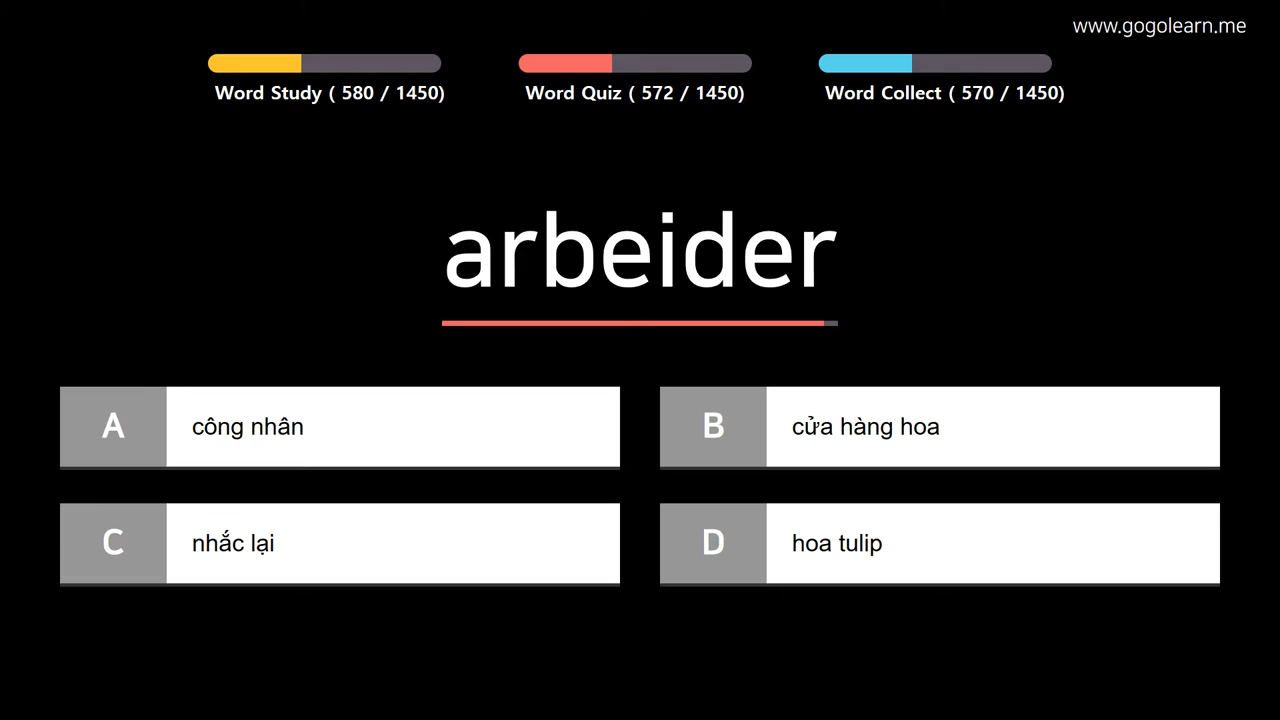 www.gogolearn.me
Word Study ( 580 / 1450)
Word Quiz ( 572 / 1450)
Word Collect ( 570 / 1450)
arbeider
A công nhân
B cửa hàng hoa
C nhắc lại
D hoa tulip